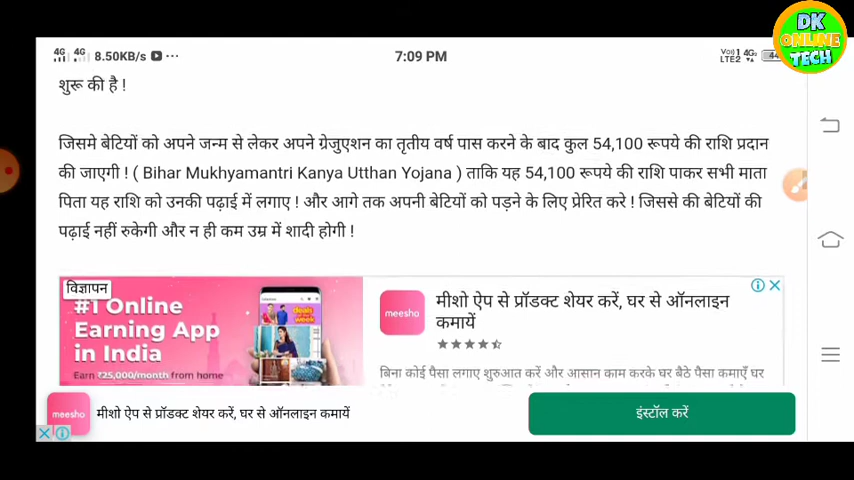 DK
ONLINE
TECH
4G 4G 8.50KB/s ...
7:09 PM
LTE2 4G
शुरू की है !
जिसमे बेटियों को अपने जन्म से लेकर अपने ग्रेजुएशन का तृतीय वर्ष पास करने के बाद कुल 54,100 रूपये की राशि प्रदान
की जाएगी ! ( Bihar Mukhyamantri Kanya Utthan Yojana ) ताकि यह 54,100 रूपये की राशि पाकर सभी माता
पिता यह राशि को उनकी पढ़ाई में लगाए ! और आगे तक अपनी बेटियों को पड़ने के लिए प्रेरित करे ! जिससे की बेटियों की
पढ़ाई नहीं रुकेगी और न ही कम उम्र में शादी होगी !
विज्ञापन
#1 Online
Earning App
in India
Earn ₹25,000/month from home
meesho
मीशो ऐप से प्रॉडक्ट शेयर करें, घर से ऑनलाइन
कमायें
बिना कोई पैसा लगाए शुरुआत करें और आसान काम करके घर बैठे पैसा कमाएँ घर
meesho
मीशो ऐप से प्रॉडक्ट शेयर करें, घर से ऑनलाइन कमायें
इंस्टॉल करें